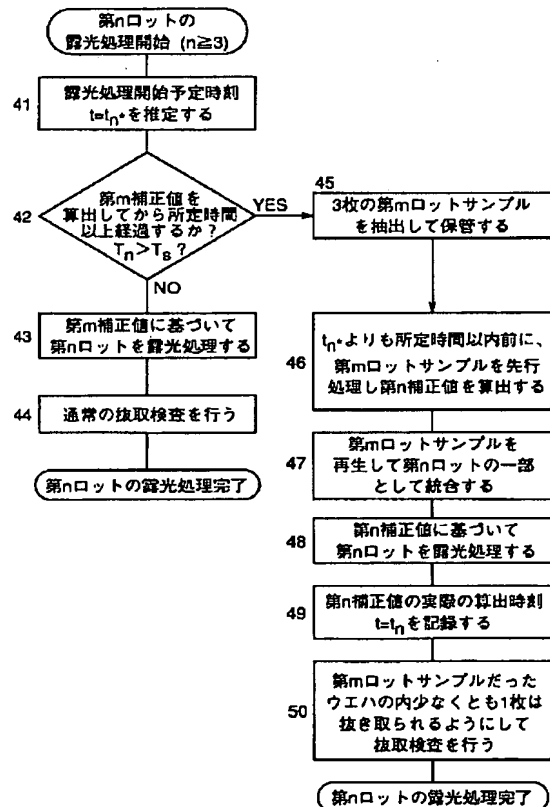 第nロットの
露光処理開始 (n≧3)
41
露光処理開始予定時刻
t=tn*を推定する
42
第m補正値を
算出してから所定時間
以上経過するか?
Tn>Ts?
YES
NO
43
第m補正値に基づいて
第nロットを露光処理する
44
通常の抜取検査を行う
第nロットの露光処理完了
45
3枚の第mロットサンプル
を抽出して保管する
46
tn*よりも所定時間以内前に、
第mロットサンプルを先行
処理し第n補正値を算出する
47
第mロットサンプルを
再生して第nロットの一部
として統合する
48
第n補正値に基づいて
第nロットを露光処理する
49
第n補正値の実際の算出時刻
t=tnを記録する
50
第mロットサンプルだった
ウエハの内少なくとも1枚は
抜き取られるようにして
抜取検査を行う
第nロットの露光処理完了